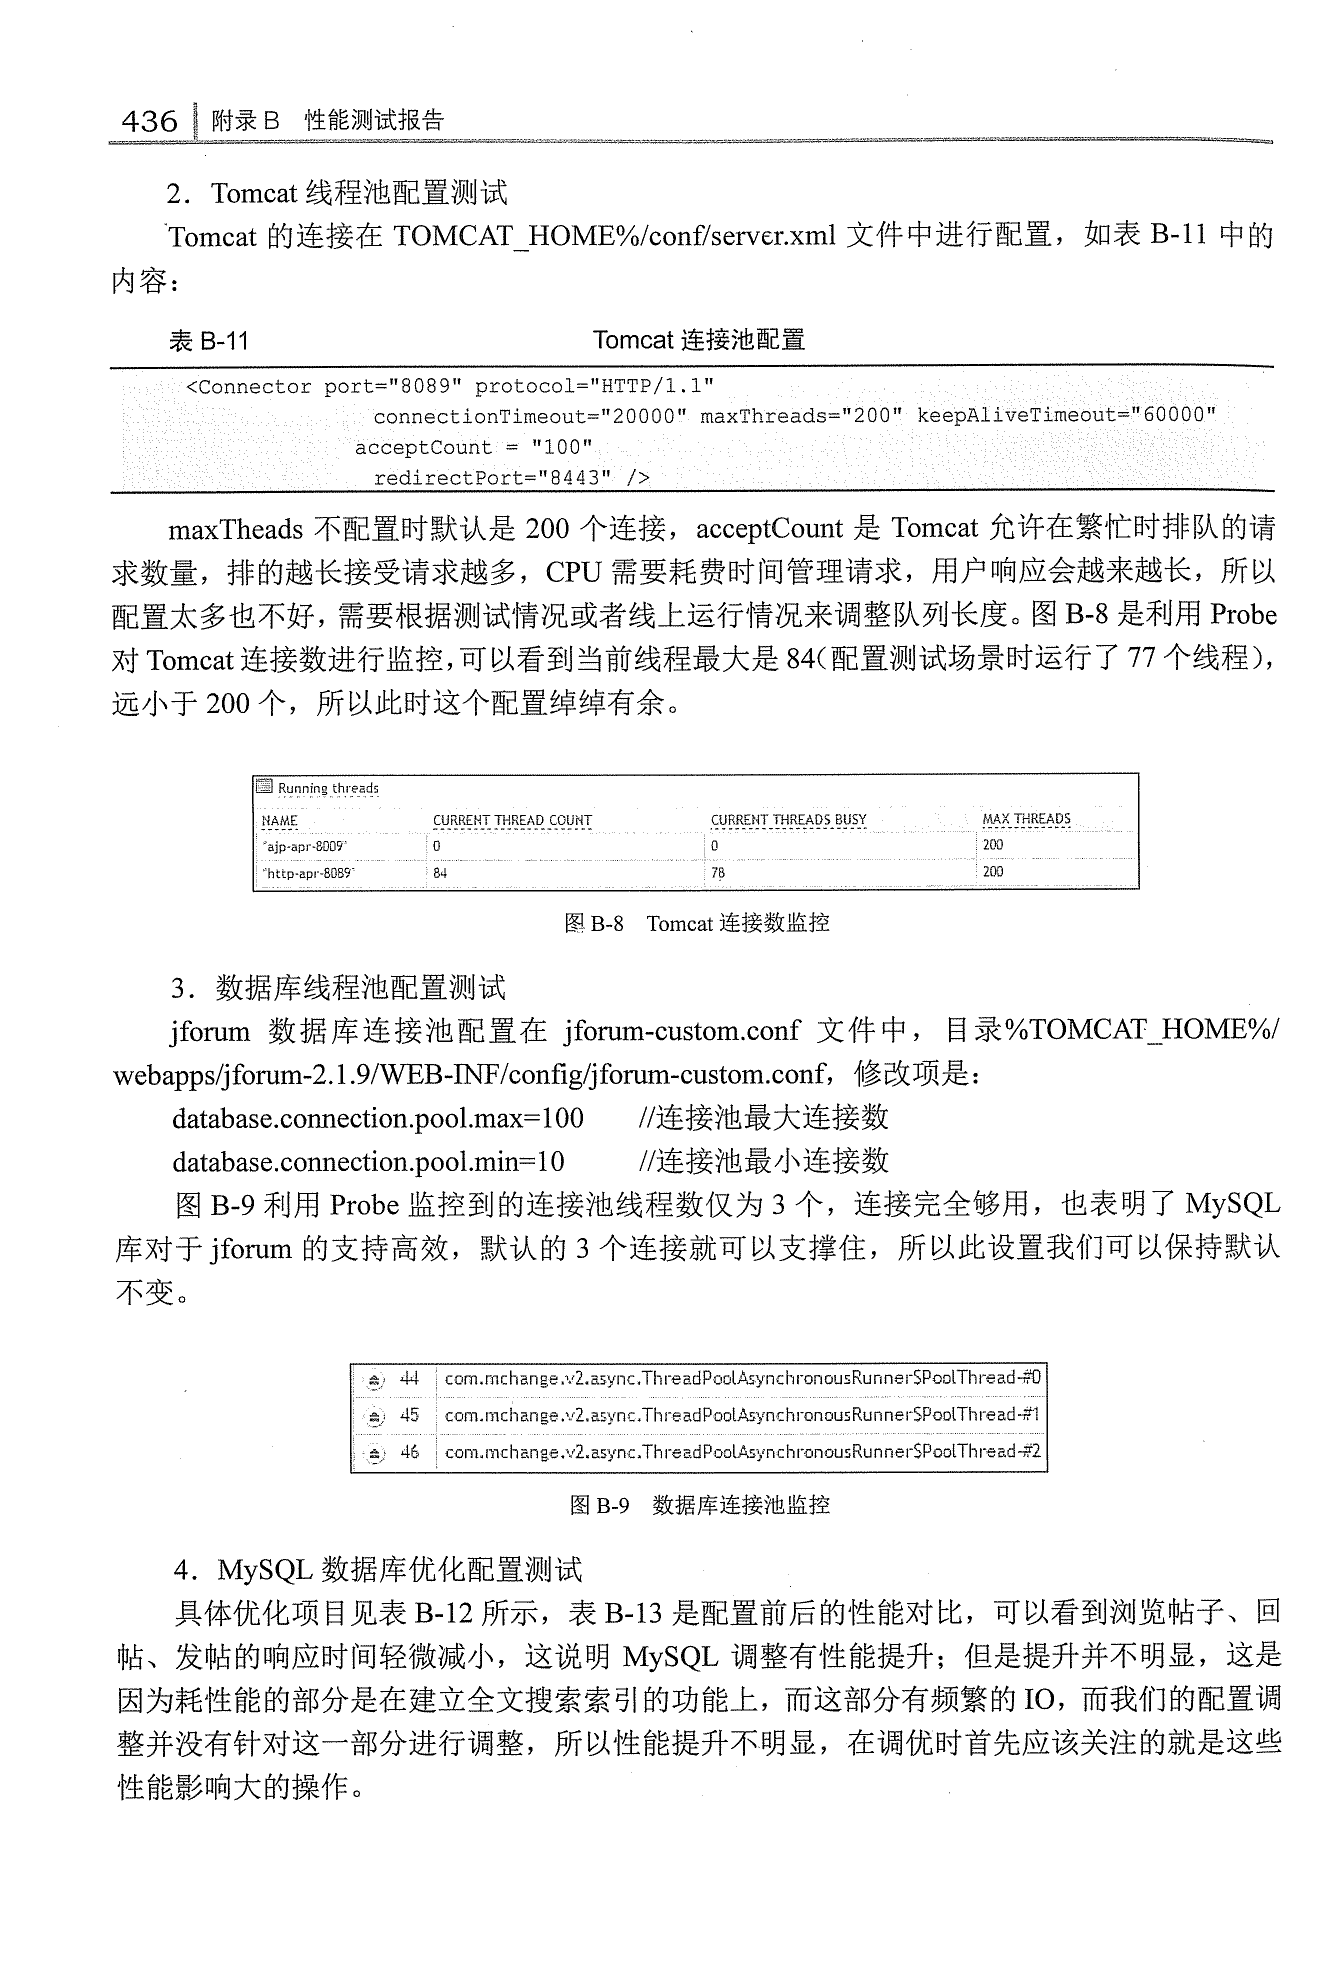 436 附录 B 性能测试报告
2．Tomcat 线程池配置测试
Tomcat 的连接在 TOMCAT_HOME%/conf/server.xml 文件中进行配置，如表 B-11 中的
内容：
表 B-11 Tomcat 连接池配置
<Connector port="8089" protocol="HTTP/1.1"
connectionTimeout="20000" maxThreads="200" keepAliveTimeout="60000"
acceptCount = "100"
redirectPort="8443" />
maxTheads 不配置时默认是 200 个连接，acceptCount 是 Tomcat 允许在繁忙时排队的请
求数量，排的越长接受请求越多，CPU 需要耗费时间管理请求，用户响应会越来越长，所以
配置太多也不好，需要根据测试情况或者线上运行情况来调整队列长度。图 B-8 是利用 Probe
对 Tomcat 连接数进行监控，可以看到当前线程最大是 84（配置测试场景时运行了 77 个线程），
远小于 200 个，所以此时这个配置绰绰有余。
Running threads
NAME CURRENT THREAD COUNT CURRENT THREADS BUSY MAX THREADS
"ajp-apr-8009" 0 0 200
"http-apr-8089" 84 78 200
图 B-8 Tomcat 连接数监控
3．数据库线程池配置测试
jforum 数据库连接池配置在 jforum-custom.conf 文件中，目录%TOMCAT_HOME%/
webapps/jforum-2.1.9/WEB-INF/config/jforum-custom.conf，修改项是：
database.connection.pool.max=100 //连接池最大连接数
database.connection.pool.min=10 //连接池最小连接数
图 B-9 利用 Probe 监控到的连接池线程数仅为 3 个，连接完全够用，也表明了 MySQL
库对于 jforum 的支持高效，默认的 3 个连接就可以支撑住，所以此设置我们可以保持默认
不变。
44 com.mchange.v2.async.ThreadPoolAsynchronousRunner$PoolThread-#0
45 com.mchange.v2.async.ThreadPoolAsynchronousRunner$PoolThread-#1
46 com.mchange.v2.async.ThreadPoolAsynchronousRunner$PoolThread-#2
图 B-9 数据库连接池监控
4．MySQL 数据库优化配置测试
具体优化项目见表 B-12 所示，表 B-13 是配置前后的性能对比，可以看到浏览帖子、回
帖、发帖的响应时间轻微减小，这说明 MySQL 调整有性能提升；但是提升并不明显，这是
因为耗性能的部分是在建立全文搜索索引的功能上，而这部分有频繁的 IO，而我们的配置调
整并没有针对这一部分进行调整，所以性能提升不明显，在调优时首先应该关注的就是这些
性能影响大的操作。